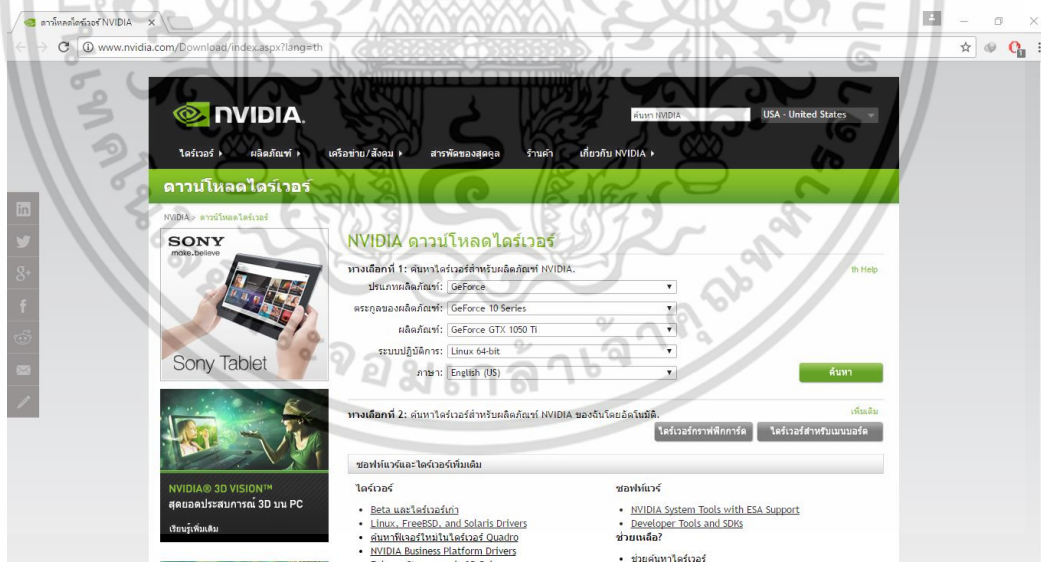 ดาวน์โหลดไดร์เวอร์ NVIDIA
www.nvidia.com/Download/index.aspx?lang=th
NVIDIA.
ค้นหา NVIDIA
USA - United States
ไดร์เวอร์
ผลิตภัณฑ์
เครือข่าย/สังคม
สารพัดของสุดคูล
ร้านค้า
เกี่ยวกับ NVIDIA
ดาวน์โหลดไดร์เวอร์
NVIDIA > ดาวน์โหลดไดร์เวอร์
SONY
make.believe
Sony Tablet
NVIDIA ดาวน์โหลดไดร์เวอร์
ทางเลือกที่ 1: ค้นหาไดร์เวอร์สำหรับผลิตภัณฑ์ NVIDIA.
th Help
ประเภทผลิตภัณฑ์: GeForce
ตระกูลของผลิตภัณฑ์: GeForce 10 Series
ผลิตภัณฑ์: GeForce GTX 1050 Ti
ระบบปฏิบัติการ: Linux 64-bit
ภาษา: English (US)
ค้นหา
ทางเลือกที่ 2: ค้นหาไดร์เวอร์สำหรับผลิตภัณฑ์ NVIDIA ของฉันโดยอัตโนมัติ.
เพิ่มเติม
ไดร์เวอร์กราฟฟิกการ์ด
ไดร์เวอร์สำหรับเมนบอร์ด
NVIDIA® 3D VISION™
สุดยอดประสบการณ์ 3D บน PC
เรียนรู้เพิ่มเติม
ซอฟท์แวร์และไดร์เวอร์เพิ่มเติม
ไดร์เวอร์
Beta และไดร์เวอร์เก่า
Linux, FreeBSD, and Solaris Drivers
ค้นหาฟีเจอร์ใหม่ในไดร์เวอร์ Quadro
NVIDIA Business Platform Drivers
ซอฟท์แวร์
NVIDIA System Tools with ESA Support
Developer Tools and SDKs
ช่วยเหลือ?
ช่วยค้นหาไดร์เวอร์